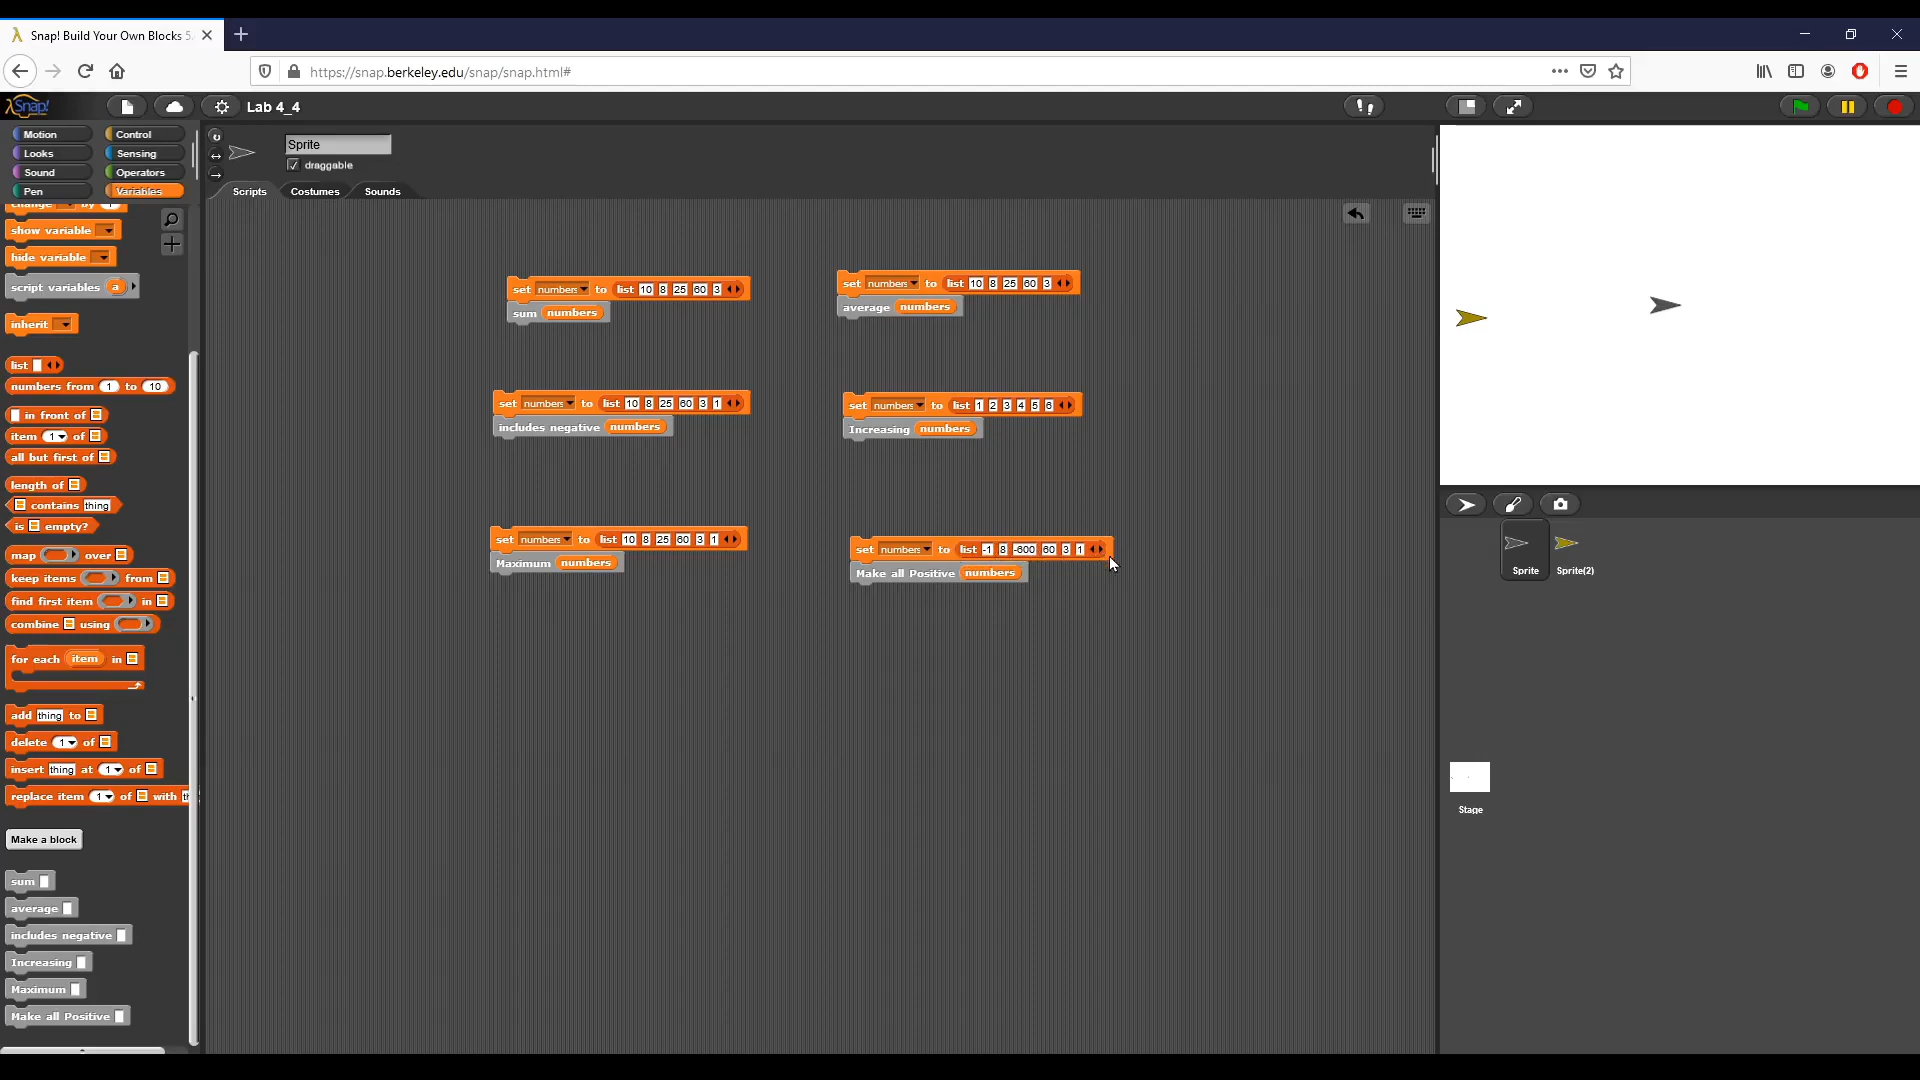 Snap! Build Your Own Blocks 5.
https://snap.berkeley.edu/snap/snap.html#
Snap!
Lab 4_4
Motion
Control
Looks
Sensing
Sound
Operators
Pen
Variables
Sprite
draggable
Scripts
Costumes
Sounds
change by 1
show variable
hide variable
script variables a
inherit
list
numbers from 1 to 10
in front of
item 1 of
all but first of
length of
contains thing
is empty?
map over
keep items from
find first item in
combine using
for each item in
add thing to
delete 1 of
insert thing at 1 of
replace item 1 of with
Make a block
sum
average
includes negative
Increasing
Maximum
Make all Positive
set numbers to list 10 8 25 60 3
sum numbers
set numbers to list 10 8 25 60 3
average numbers
set numbers to list 10 8 25 60 3 1
includes negative numbers
set numbers to list 1 2 3 4 5 6
Increasing numbers
set numbers to list 10 8 25 60 3 1
Maximum numbers
set numbers to list -1 8 -600 60 3 1
Make all Positive numbers
Sprite
Sprite(2)
Stage